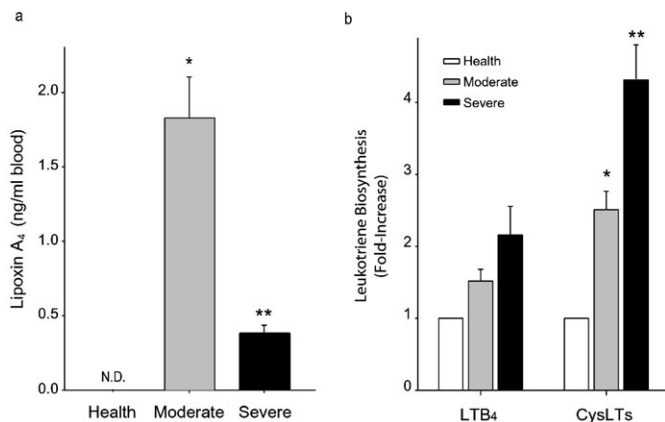 a
Lipoxin A4 (ng/ml blood)
2.0
1.5
1.0
0.5
0.0
*
**
N.D.
Health Moderate Severe
b
Leukotriene Biosynthesis
(Fold-Increase)
4
2
1
0
Health
Moderate
Severe
*
**
LTB4 CysLTs